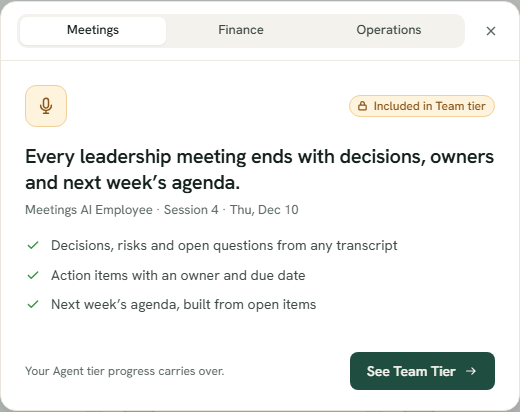 Meetings
Finance
Operations
Included in Team tier
Every leadership meeting ends with decisions, owners
and next week’s agenda.
Meetings AI Employee · Session 4 · Thu, Dec 10
Decisions, risks and open questions from any transcript
Action items with an owner and due date
Next week’s agenda, built from open items
Your Agent tier progress carries over.
See Team Tier →